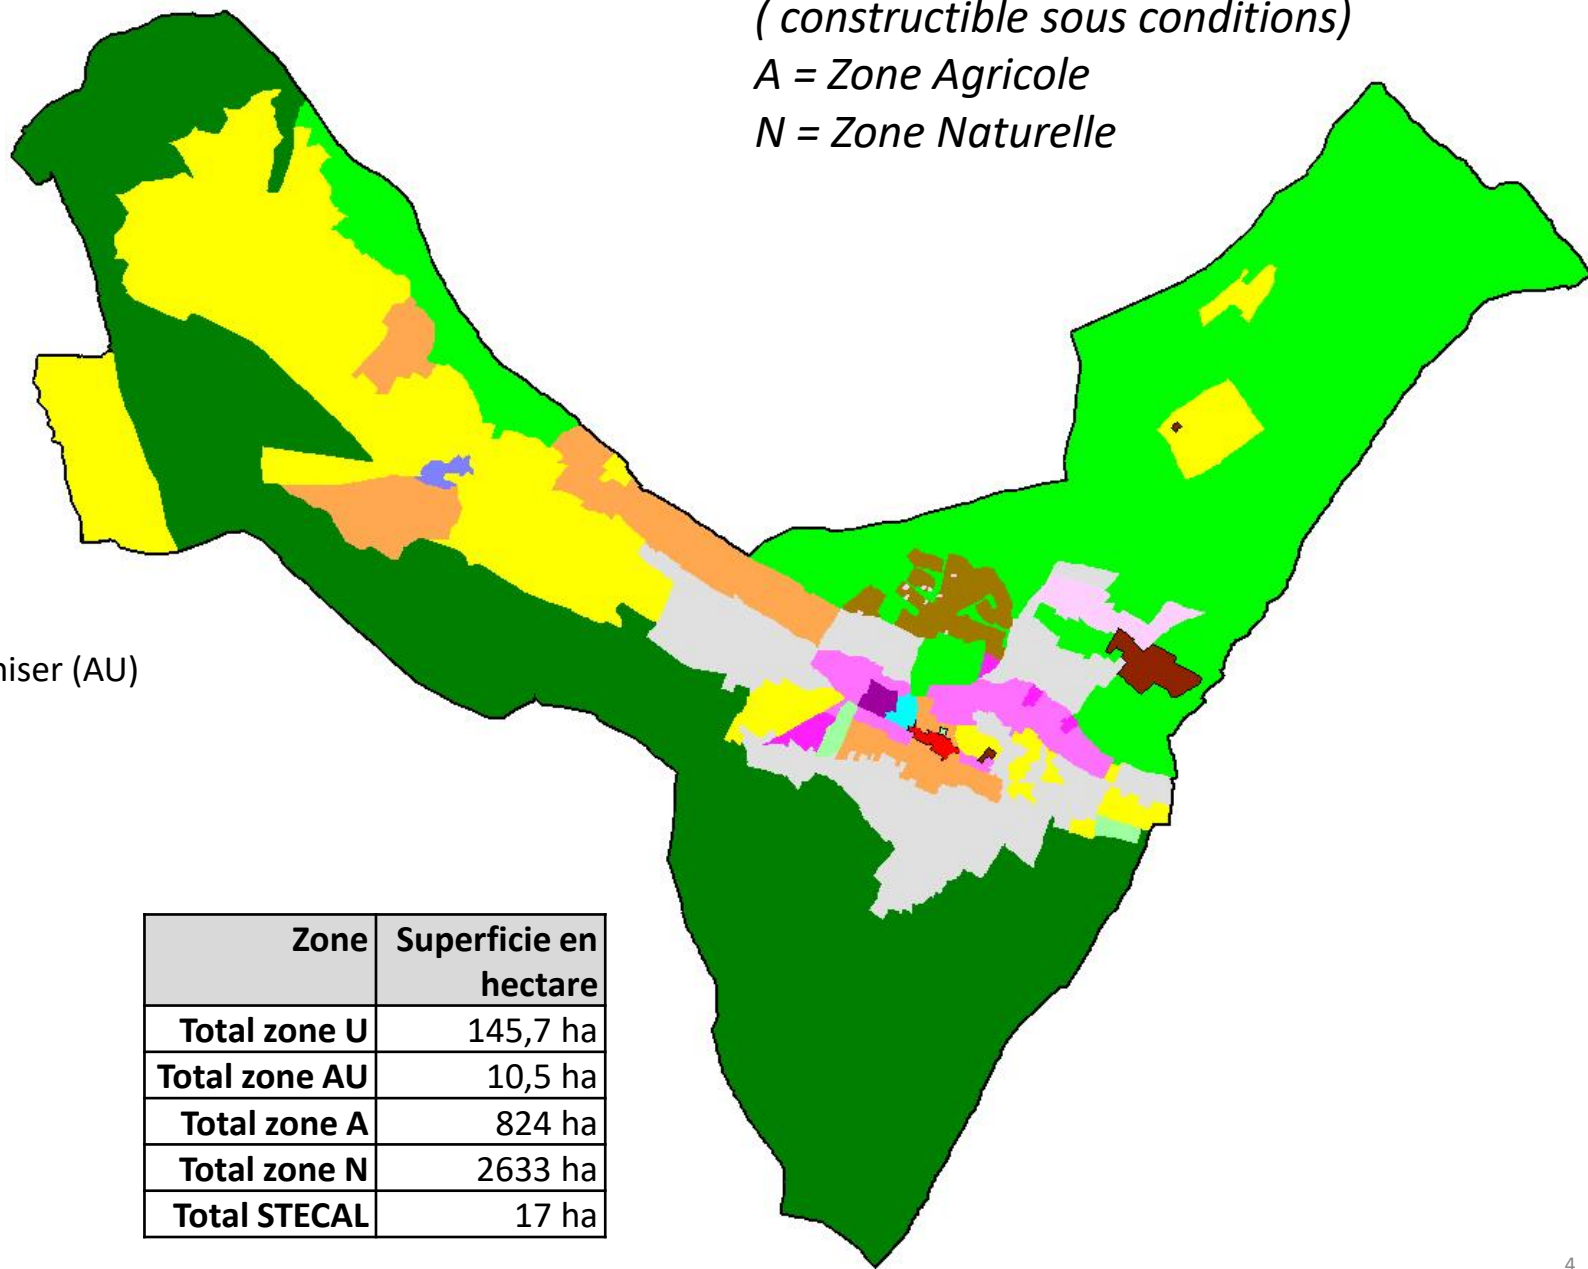 ( constructible sous conditions)
A = Zone Agricole
N = Zone Naturelle
niser (AU)
Zone Superficie en
hectare
Total zone U 145,7 ha
Total zone AU 10,5 ha
Total zone A 824 ha
Total zone N 2633 ha
Total STECAL 17 ha
4